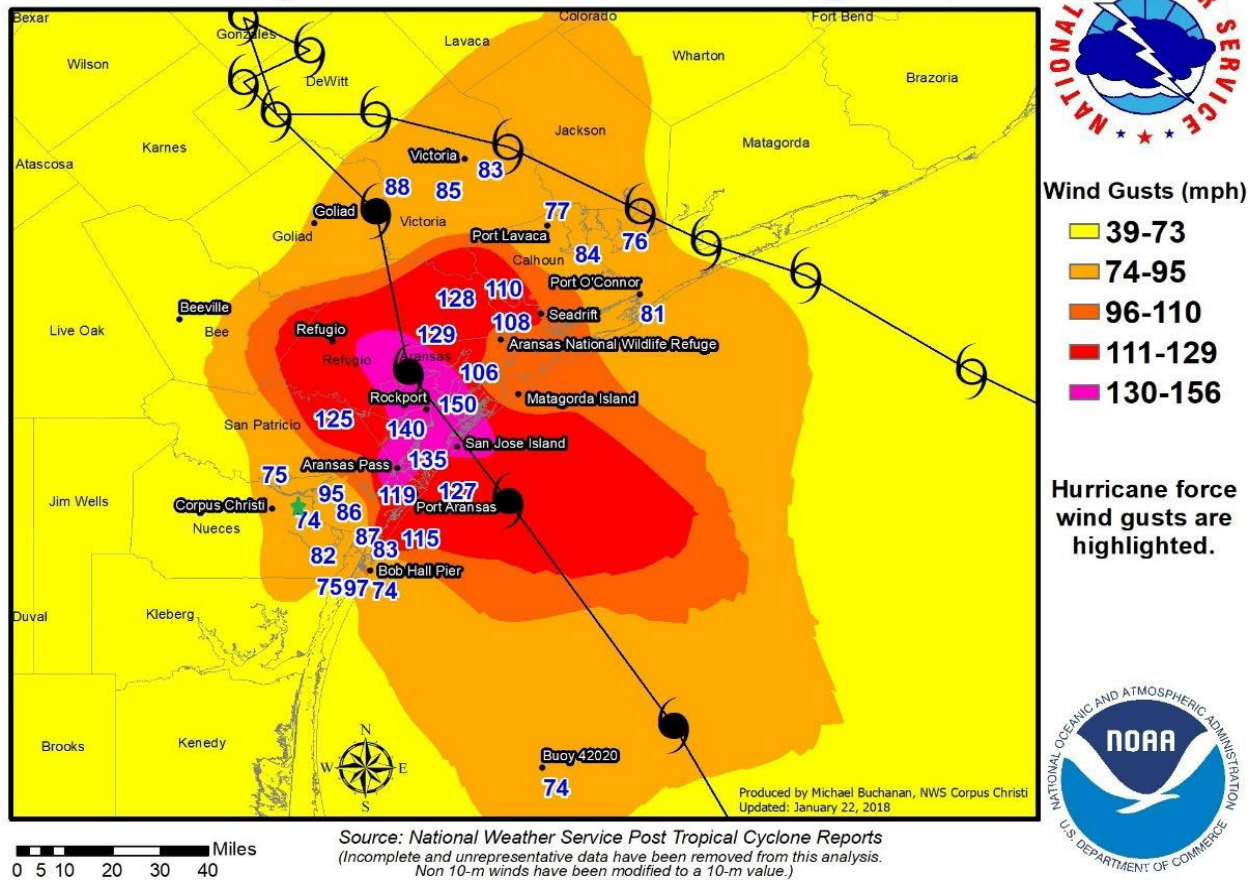 Bexar
Gonzales
Colorado
Fort Bend
Lavaca
Wilson
Wharton
DeWitt
Brazoria
Jackson
Matagorda
Karnes
Atascosa
Victoria
83
88
85
Goliad
Victoria
77
Goliad
Port Lavaca
76
84
Calhoun
Port O'Connor
110
128
Beeville
Seadrift
81
Live Oak
Bee
Refugio
129
108
Aransas National Wildlife Refuge
Refugio
Aransas
106
Rockport
150
Matagorda Island
San Patricio
125
140
San Jose Island
Aransas Pass
135
75
Jim Wells
95
119
127
Corpus Christi
86
Port Aransas
74
Nueces
87
115
82
83
Bob Hall Pier
75
97
74
Duval
Kleberg
Brooks
Kenedy
N
W
E
S
Buoy 42020
74
Produced by Michael Buchanan, NWS Corpus Christi
Updated: January 22, 2018
NATIONAL
SERVICE
Wind Gusts (mph)
39-73
74-95
96-110
111-129
130-156
Hurricane force
wind gusts are
highlighted.
NATIONAL OCEANIC AND ATMOSPHERIC ADMINISTRATION
NOAA
U.S. DEPARTMENT OF COMMERCE
Miles
0 5 10 20 30 40
Source: National Weather Service Post Tropical Cyclone Reports
(Incomplete and unrepresentative data have been removed from this analysis.
Non 10-m winds have been modified to a 10-m value.)